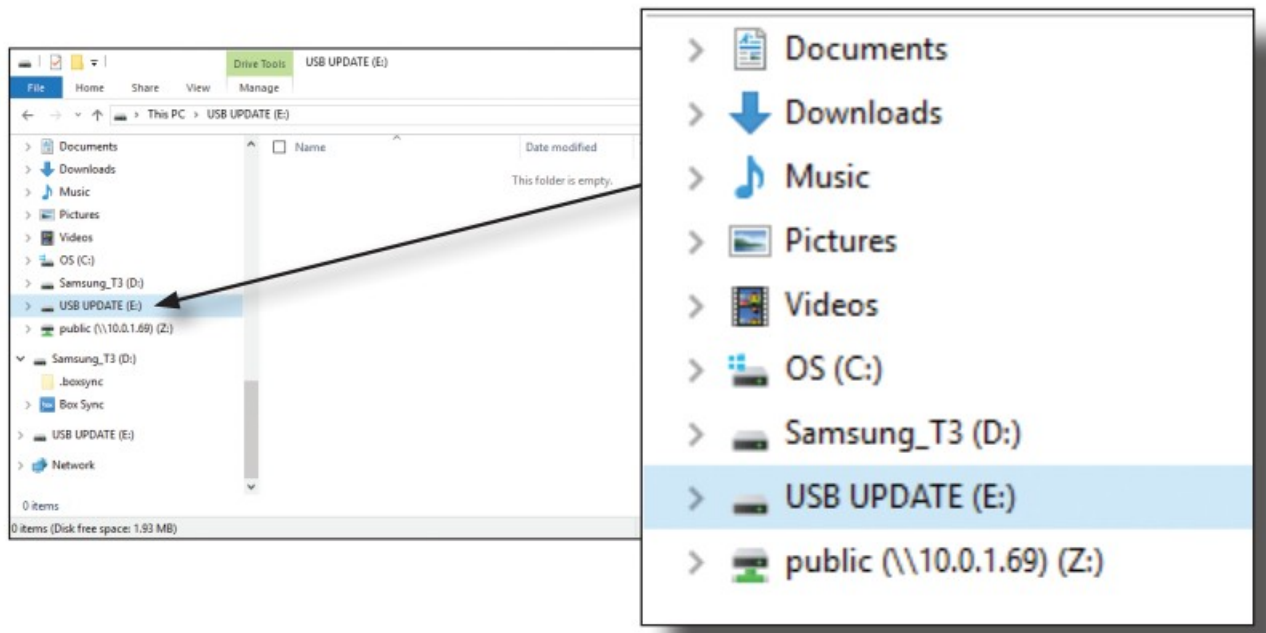 Drive Tools USB UPDATE (E:)
File Home Share View Manage
This PC > USB UPDATE (E:)
Documents
Downloads
Music
Pictures
Videos
OS (C:)
Samsung_T3 (D:)
USB UPDATE (E:)
public (\\10.0.1.69) (Z:)
Samsung_T3 (D:)
.boxsync
Box Sync
USB UPDATE (E:)
Network
Name Date modified
This folder is empty.
0 items
0 items (Disk free space: 1.93 MB)
Documents
Downloads
Music
Pictures
Videos
OS (C:)
Samsung_T3 (D:)
USB UPDATE (E:)
public (\\10.0.1.69) (Z:)